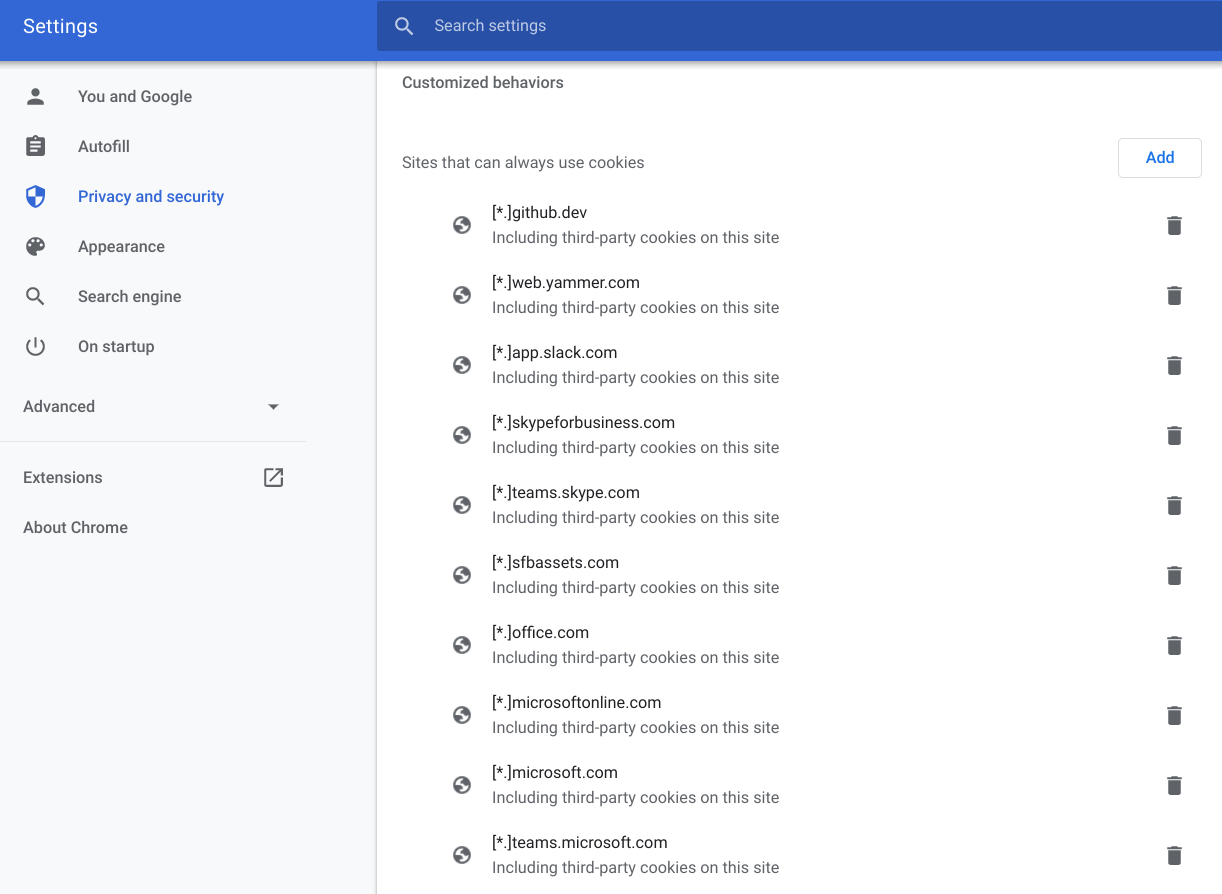 Settings
Search settings
You and Google
Autofill
Privacy and security
Appearance
Search engine
On startup
Advanced
Extensions
About Chrome
Customized behaviors
Sites that can always use cookies
Add
[*.]github.dev
Including third-party cookies on this site
[*.]web.yammer.com
Including third-party cookies on this site
[*.]app.slack.com
Including third-party cookies on this site
[*.]skypeforbusiness.com
Including third-party cookies on this site
[*.]teams.skype.com
Including third-party cookies on this site
[*.]sfbassets.com
Including third-party cookies on this site
[*.]office.com
Including third-party cookies on this site
[*.]microsoftonline.com
Including third-party cookies on this site
[*.]microsoft.com
Including third-party cookies on this site
[*.]teams.microsoft.com
Including third-party cookies on this site